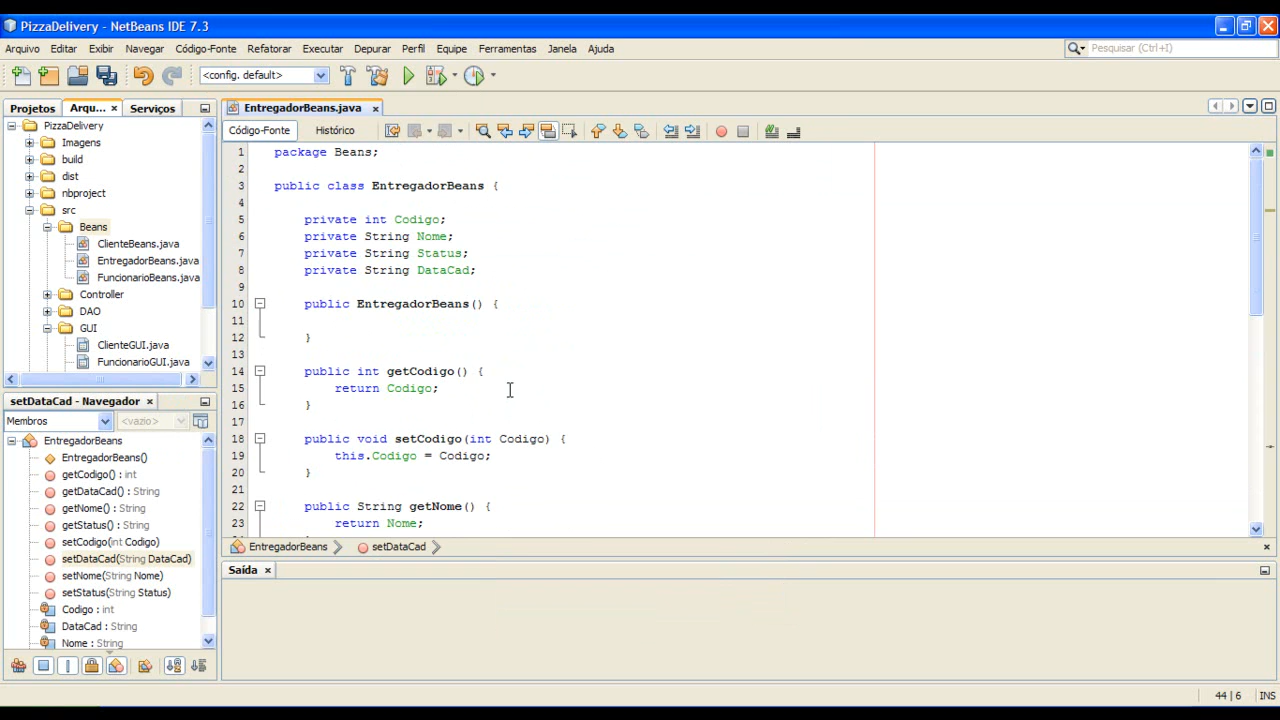 PizzaDelivery - NetBeans IDE 7.3
Arquivo Editar Exibir Navegar Código-Fonte Refatorar Executar Depurar Perfil Equipe Ferramentas Janela Ajuda
Pesquisar (Ctrl+I)
<config. default>
Projetos Arqu... Serviços
PizzaDelivery
Imagens
build
dist
nbproject
src
Beans
ClienteBeans.java
EntregadorBeans.java
FuncionarioBeans.java
Controller
DAO
GUI
ClienteGUI.java
FuncionarioGUI.java
setDataCad - Navegador
Membros <vazio>
EntregadorBeans
EntregadorBeans()
getCodigo() : int
getDataCad() : String
getNome() : String
getStatus() : String
setCodigo(int Codigo)
setDataCad(String DataCad)
setNome(String Nome)
setStatus(String Status)
Codigo : int
DataCad : String
Nome : String
EntregadorBeans.java
Código-Fonte Histórico
1 package Beans;
2
3 public class EntregadorBeans {
4
5 private int Codigo;
6 private String Nome;
7 private String Status;
8 private String DataCad;
9
10 public EntregadorBeans() {
11
12 }
13
14 public int getCodigo() {
15 return Codigo;
16 }
17
18 public void setCodigo(int Codigo) {
19 this.Codigo = Codigo;
20 }
21
22 public String getNome() {
23 return Nome;
EntregadorBeans setDataCad
Saída
44 | 6 INS